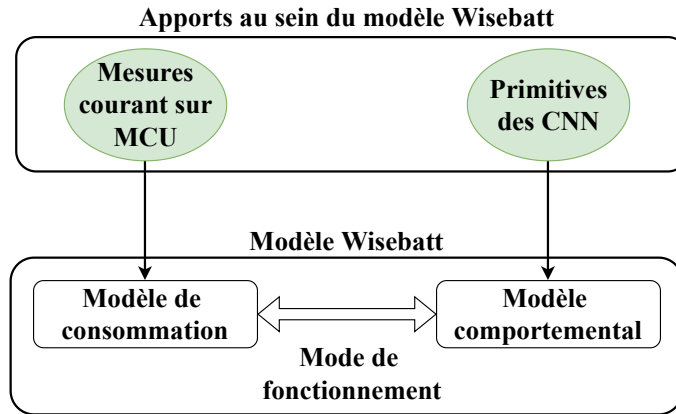 Apports au sein du modèle Wisebatt
Mesures
courant sur
MCU
Primitives
des CNN
Modèle Wisebatt
Modèle de
consommation
Modèle
comportemental
Mode de
fonctionnement